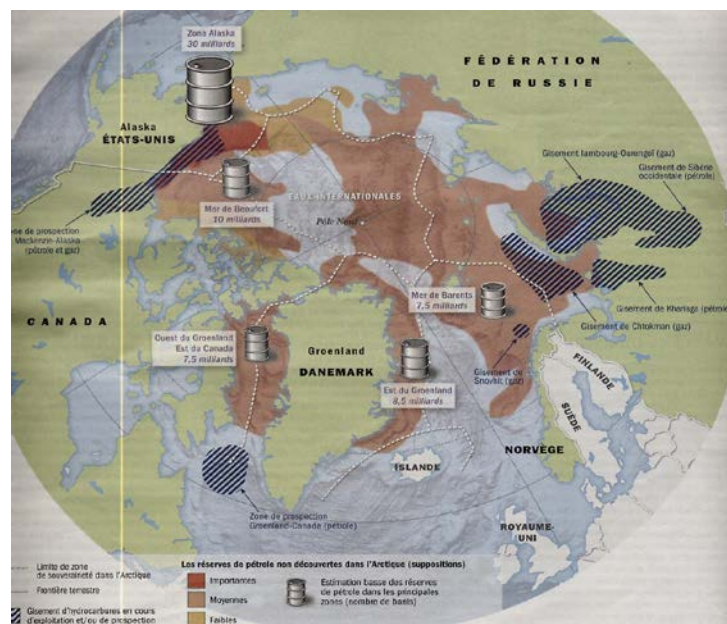 Zone Alaska
30 milliards
FÉDÉRATION
DE RUSSIE
Alaska
ÉTATS-UNIS
Gisement Iambourg-Ourengoï (gaz)
Gisement de Sibérie
occidentale (pétrole)
Mer de Beaufort
10 milliards
EAUX INTERNATIONALES
Pôle Nord
ne de prospection
Mackenzie-Alaska
(pétrole et gaz)
Mer de Barents
7,5 milliards
Gisement de Khariaga (pétrole
Gisement de Chtokman (gaz)
CANADA
Ouest du Groenland
Est du Canada
7,5 milliards
Groenland
DANEMARK
Est du Groenland
8,5 milliards
Gisement de
Snovhit (gaz)
FINLANDE
SUÈDE
NORVÈGE
ISLANDE
ROYAUME-
UNI
Zone de prospection
Groenland-Canada (pétrole)
Limite de zone
de souveraineté dans l'Arctique
Frontière terrestre
Gisement d'hydrocarbures en cours
d'exploitation et/ou de prospection
Les réserves de pétrole non découvertes dans l'Arctique (suppositions)
Importantes
Moyennes
Faibles
Estimation basse des réserves
de pétrole dans les principales
zones (nombre de barils)